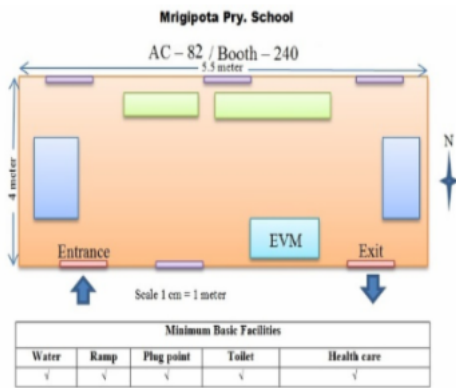 Mrigipota Pry. School
AC – 82 / Booth – 240
5.5 meter
4 meter
N
EVM
Entrance
Exit
Scale 1 cm = 1 meter
Minimum Basic Facilities
Water Ramp Plug point Toilet Health care
√ √ √ √ √